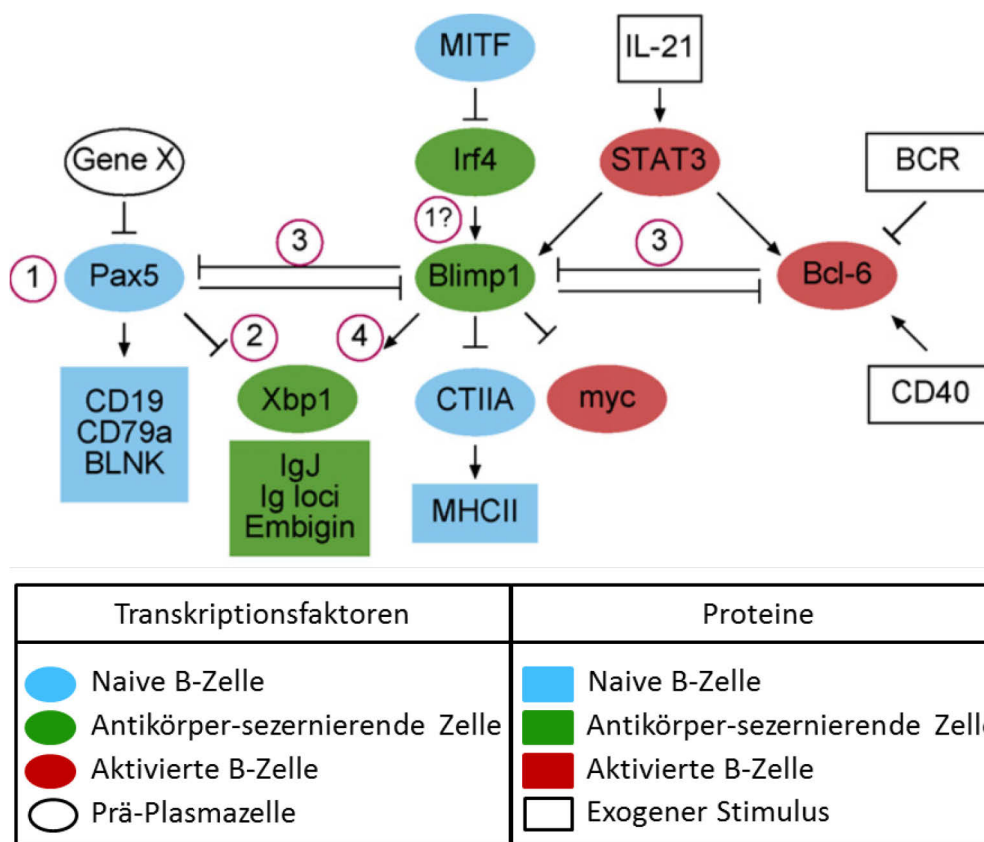 MITF
IL-21
Gene X
Irf4
STAT3
BCR
1?
3
3
1
Pax5
Blimp1
Bcl-6
2
4
CD19
CD79a
BLNK
Xbp1
CTIIA
myc
CD40
IgJ
Ig loci
Embigin
MHCII
Transkriptionsfaktoren
Proteine
Naive B-Zelle
Naive B-Zelle
Antikörper-sezernierende Zelle
Antikörper-sezernierende Zelle
Aktivierte B-Zelle
Aktivierte B-Zelle
Prä-Plasmazelle
Exogener Stimulus